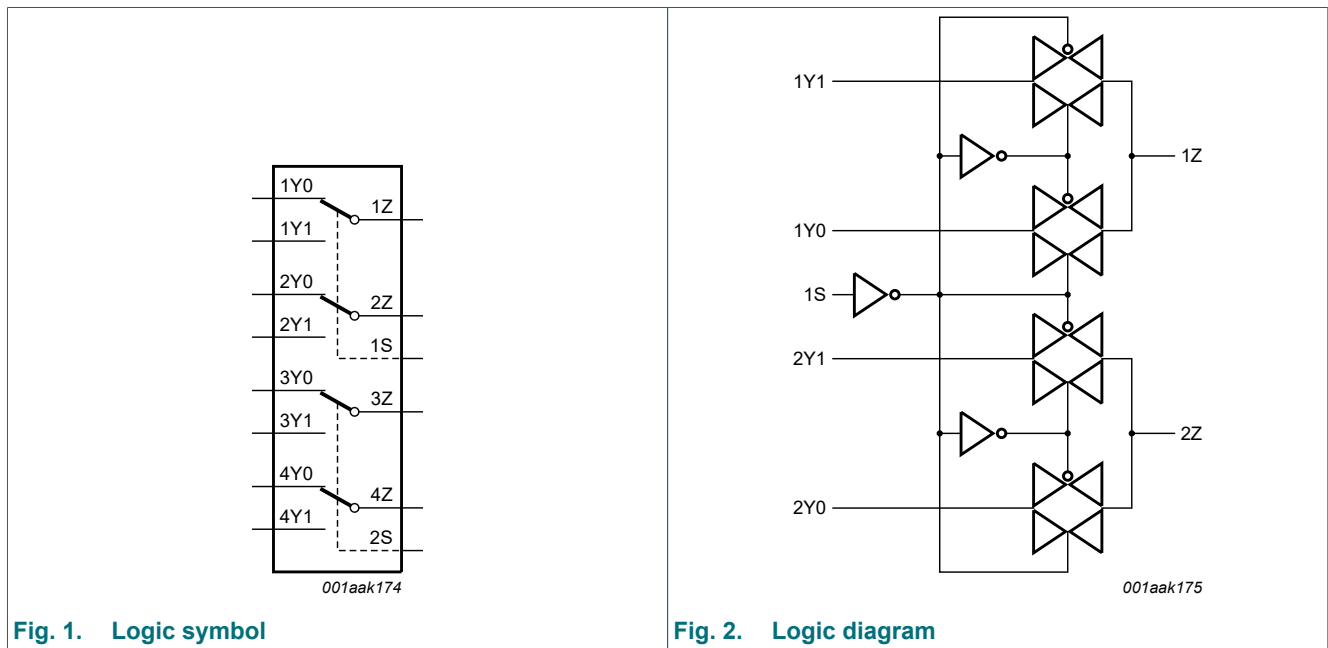 1Y0
1Z
1Y1
2Y0
2Z
2Y1
1S
3Y0
3Z
3Y1
4Y0
4Z
4Y1
2S
001aak174
Fig. 1. Logic symbol
1Y1
1Z
1Y0
1S
2Y1
2Z
2Y0
001aak175
Fig. 2. Logic diagram